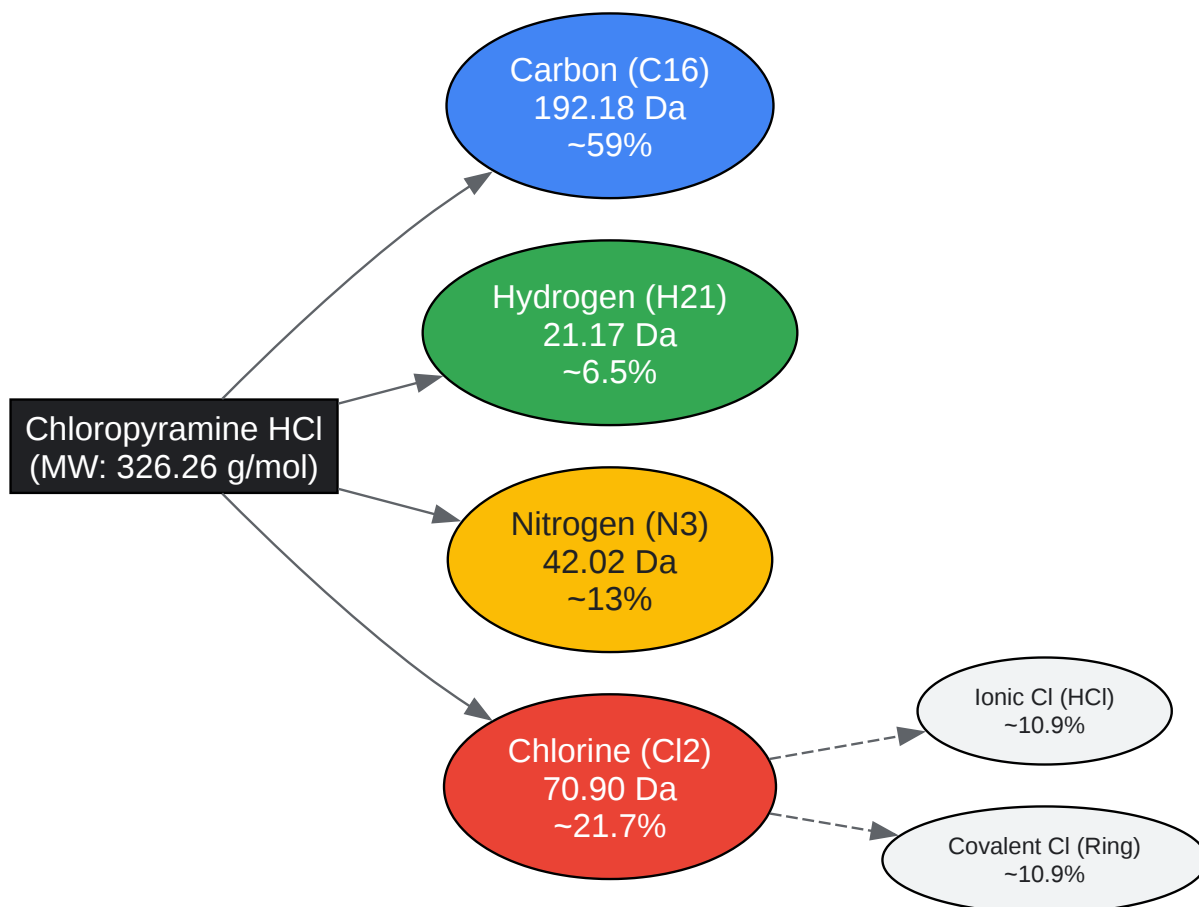 Carbon (C16)
192.18 Da
~59%
Hydrogen (H21)
21.17 Da
~6.5%
Chloropyramine HCl
(MW: 326.26 g/mol)
Nitrogen (N3)
42.02 Da
~13%
Chlorine (Cl2)
70.90 Da
~21.7%
Ionic Cl (HCl)
~10.9%
Covalent Cl (Ring)
~10.9%